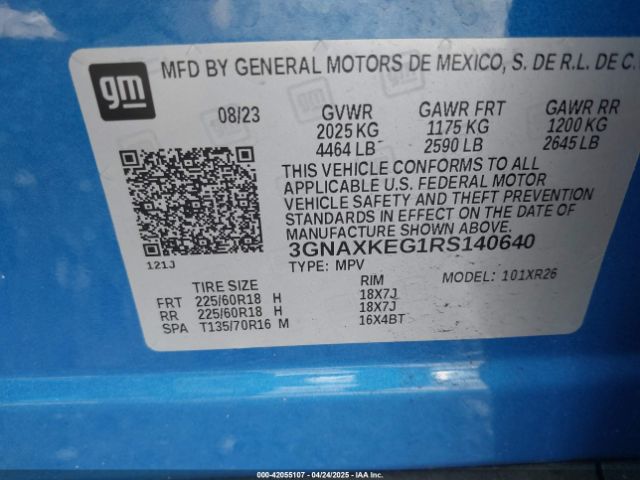 gm
MFD BY GENERAL MOTORS DE MEXICO, S. DE R.L. DE C.
08/23 GVWR GAWR FRT GAWR RR
2025 KG 1175 KG 1200 KG
4464 LB 2590 LB 2645 LB
THIS VEHICLE CONFORMS TO ALL
APPLICABLE U.S. FEDERAL MOTOR
VEHICLE SAFETY AND THEFT PREVENTION
STANDARDS IN EFFECT ON THE DATE OF
MANUFACTURE SHOWN ABOVE.
3GNAXKEG1RS140640
121J TYPE: MPV MODEL: 101XR26
TIRE SIZE RIM
FRT 225/60R18 H 18X7J
RR 225/60R18 H 18X7J
SPA T135/70R16 M 16X4BT
000-42055107 - 04/24/2025 - IAA Inc.